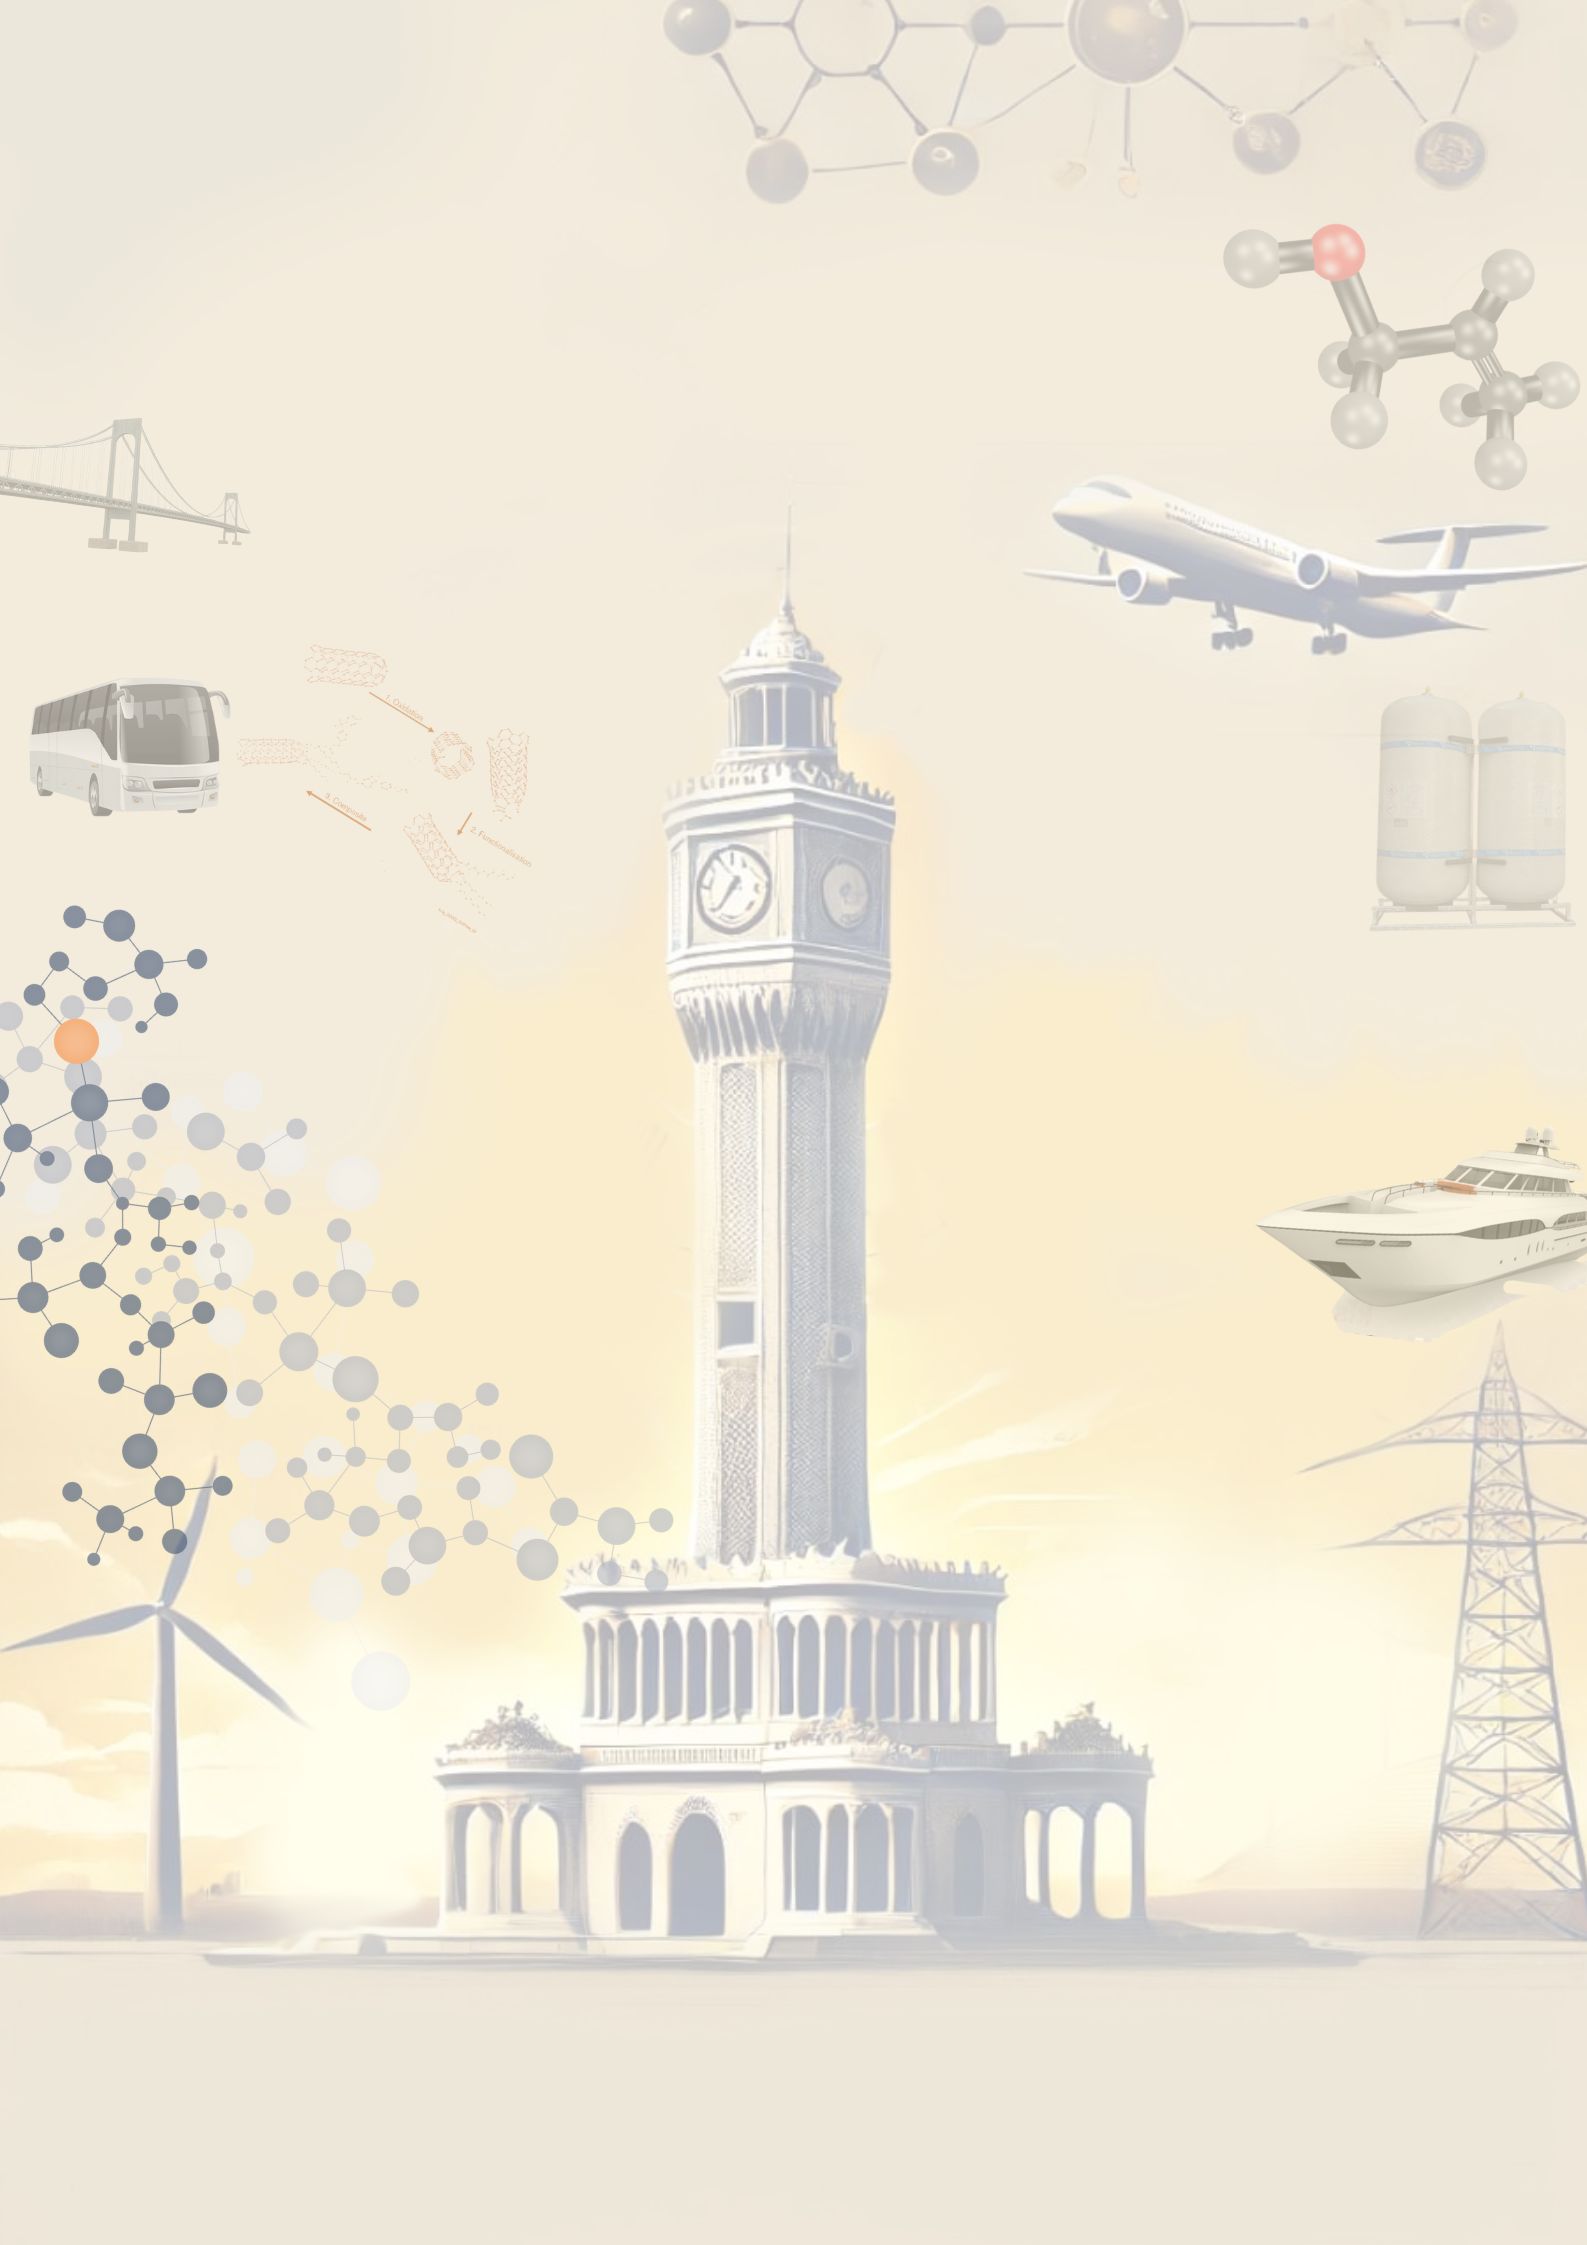 1. Oxidation
2. Functionalisation
3. Composite